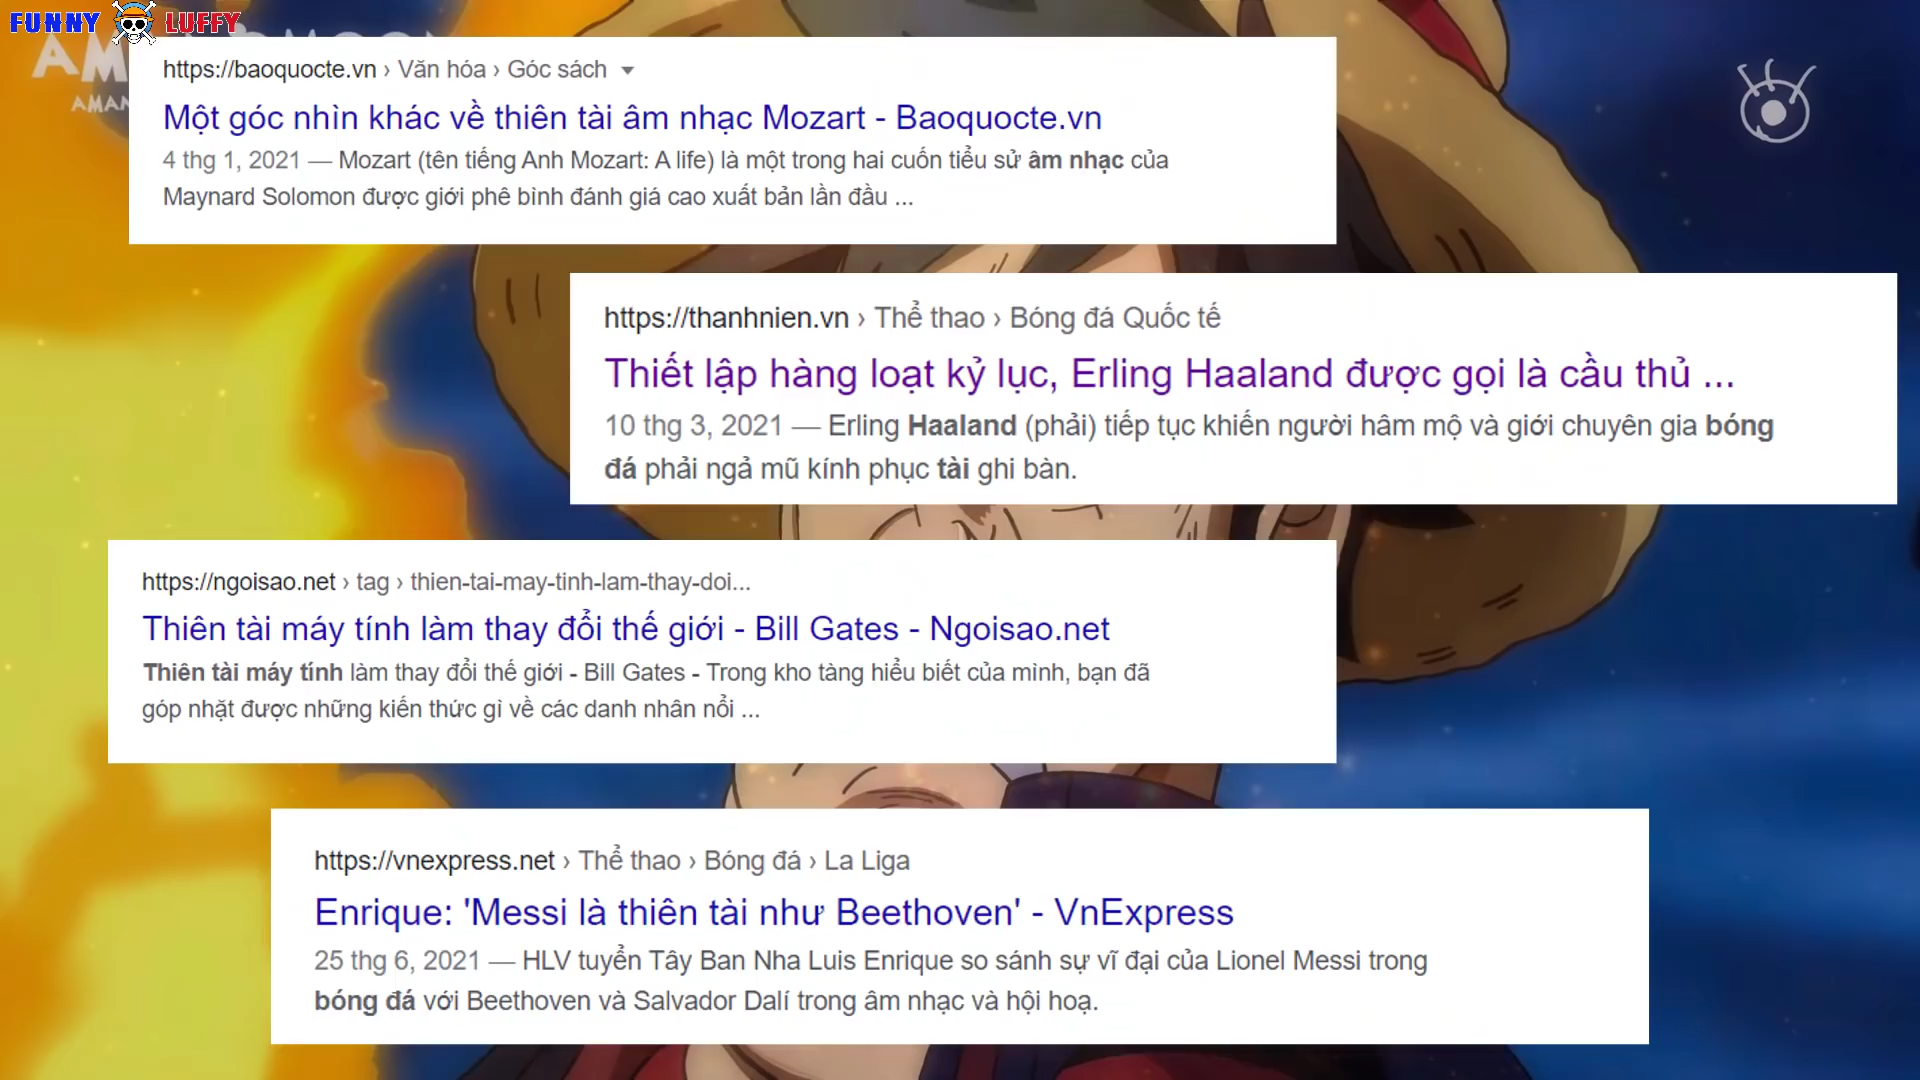 FUNNY LUFFY
https://baoquocte.vn › Văn hóa › Góc sách
Một góc nhìn khác về thiên tài âm nhạc Mozart - Baoquocte.vn
4 thg 1, 2021 — Mozart (tên tiếng Anh Mozart: A life) là một trong hai cuốn tiểu sử âm nhạc của
Maynard Solomon được giới phê bình đánh giá cao xuất bản lần đầu ...
https://thanhnien.vn › Thể thao › Bóng đá Quốc tế
Thiết lập hàng loạt kỷ lục, Erling Haaland được gọi là cầu thủ ...
10 thg 3, 2021 — Erling Haaland (phải) tiếp tục khiến người hâm mộ và giới chuyên gia bóng
đá phải ngả mũ kính phục tài ghi bàn.
https://ngoisao.net › tag › thien-tai-may-tinh-lam-thay-doi...
Thiên tài máy tính làm thay đổi thế giới - Bill Gates - Ngoisao.net
Thiên tài máy tính làm thay đổi thế giới - Bill Gates - Trong kho tàng hiểu biết của mình, bạn đã
góp nhặt được những kiến thức gì về các danh nhân nổi ...
https://vnexpress.net › Thể thao › Bóng đá › La Liga
Enrique: 'Messi là thiên tài như Beethoven' - VnExpress
25 thg 6, 2021 — HLV tuyển Tây Ban Nha Luis Enrique so sánh sự vĩ đại của Lionel Messi trong
bóng đá với Beethoven và Salvador Dalí trong âm nhạc và hội hoạ.